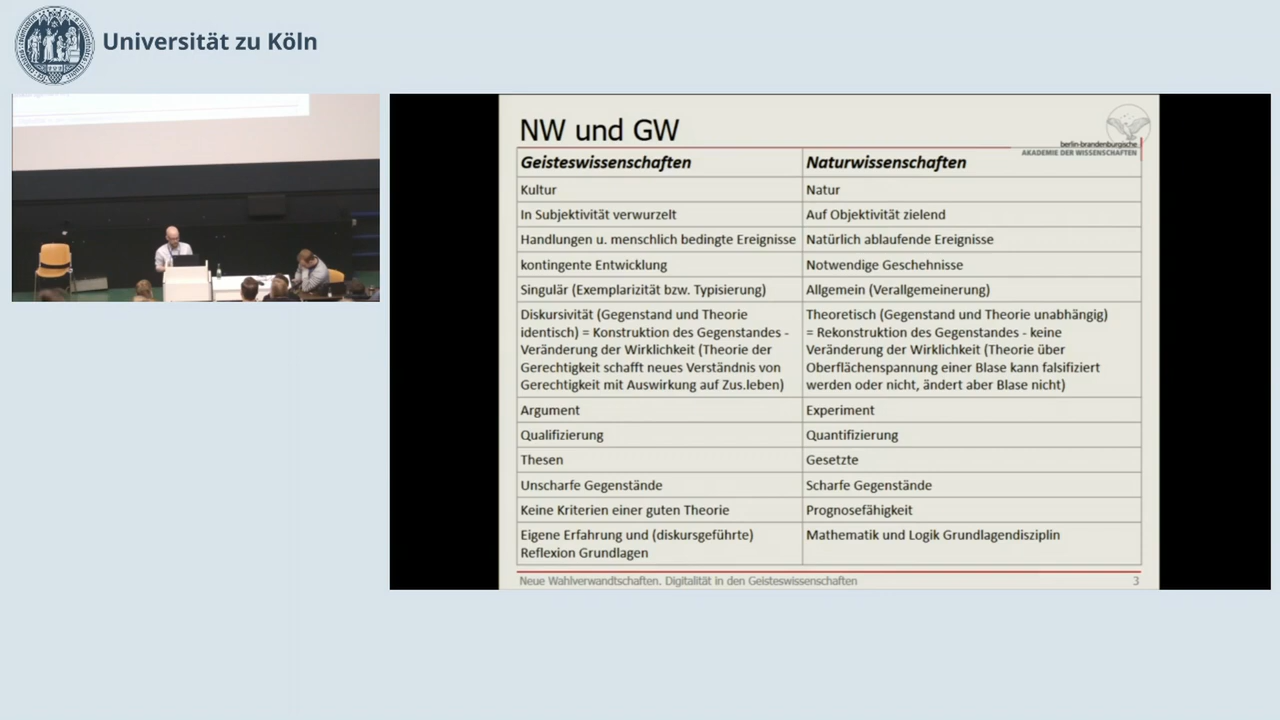 Universität zu Köln
NW und GW
berlin-brandenburgische
AKADEMIE DER WISSENSCHAFTEN
Geisteswissenschaften
Naturwissenschaften
Kultur
Natur
In Subjektivität verwurzelt
Auf Objektivität zielend
Handlungen u. menschlich bedingte Ereignisse
Natürlich ablaufende Ereignisse
kontingente Entwicklung
Notwendige Geschehnisse
Singulär (Exemplarizität bzw. Typisierung)
Allgemein (Verallgemeinerung)
Diskursivität (Gegenstand und Theorie
identisch) = Konstruktion des Gegenstandes -
Veränderung der Wirklichkeit (Theorie der
Gerechtigkeit schafft neues Verständnis von
Gerechtigkeit mit Auswirkung auf Zus.leben)
Theoretisch (Gegenstand und Theorie unabhängig)
= Rekonstruktion des Gegenstandes - keine
Veränderung der Wirklichkeit (Theorie über
Oberflächenspannung einer Blase kann falsifiziert
werden oder nicht, ändert aber Blase nicht)
Argument
Experiment
Qualifizierung
Quantifizierung
Thesen
Gesetzte
Unscharfe Gegenstände
Scharfe Gegenstände
Keine Kriterien einer guten Theorie
Prognosefähigkeit
Eigene Erfahrung und (diskursgeführte)
Reflexion Grundlagen
Mathematik und Logik Grundlagendisziplin
Neue Wahlverwandtschaften. Digitalität in den Geisteswissenschaften
3